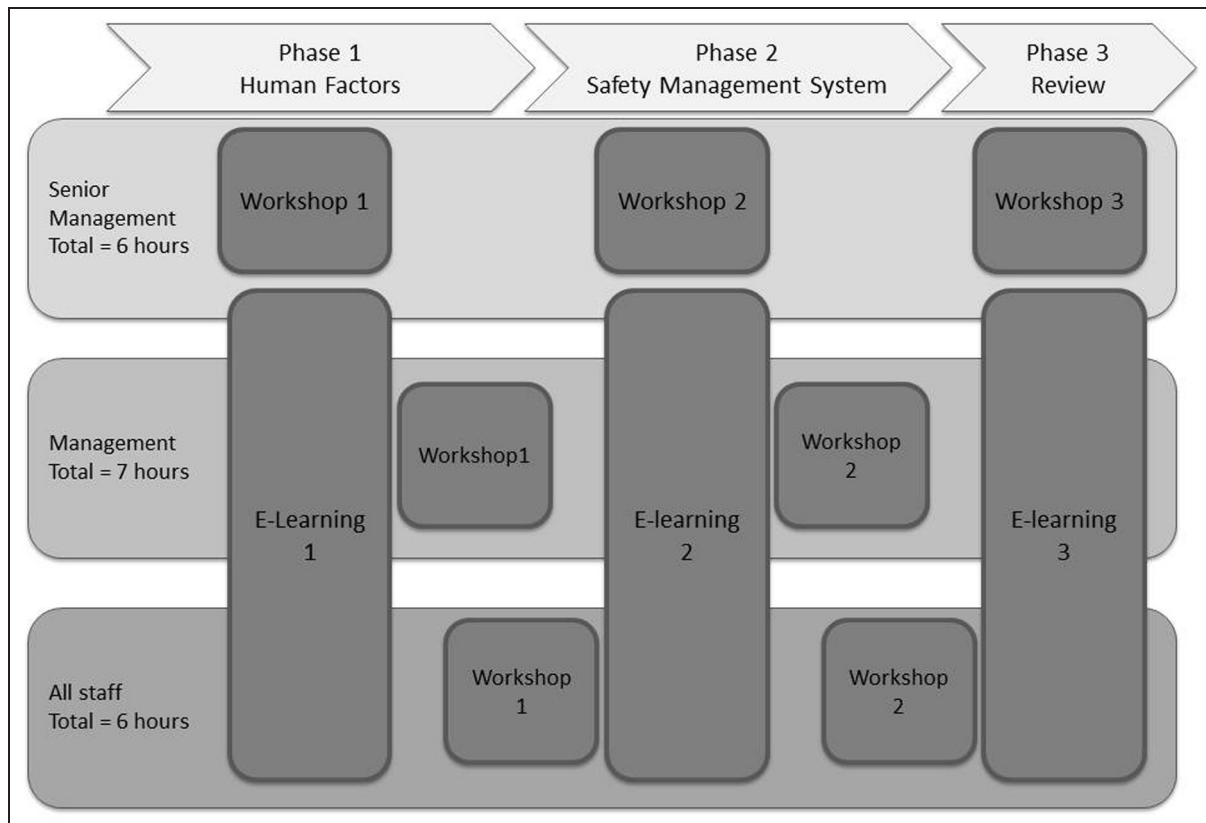 Phase 1
Human Factors
Phase 2
Safety Management System
Phase 3
Review
Senior
Management
Total = 6 hours
Workshop 1
Workshop 2
Workshop 3
Management
Total = 7 hours
Workshop1
Workshop
2
E-Learning
1
E-learning
2
E-learning
3
All staff
Total = 6 hours
Workshop
1
Workshop
2